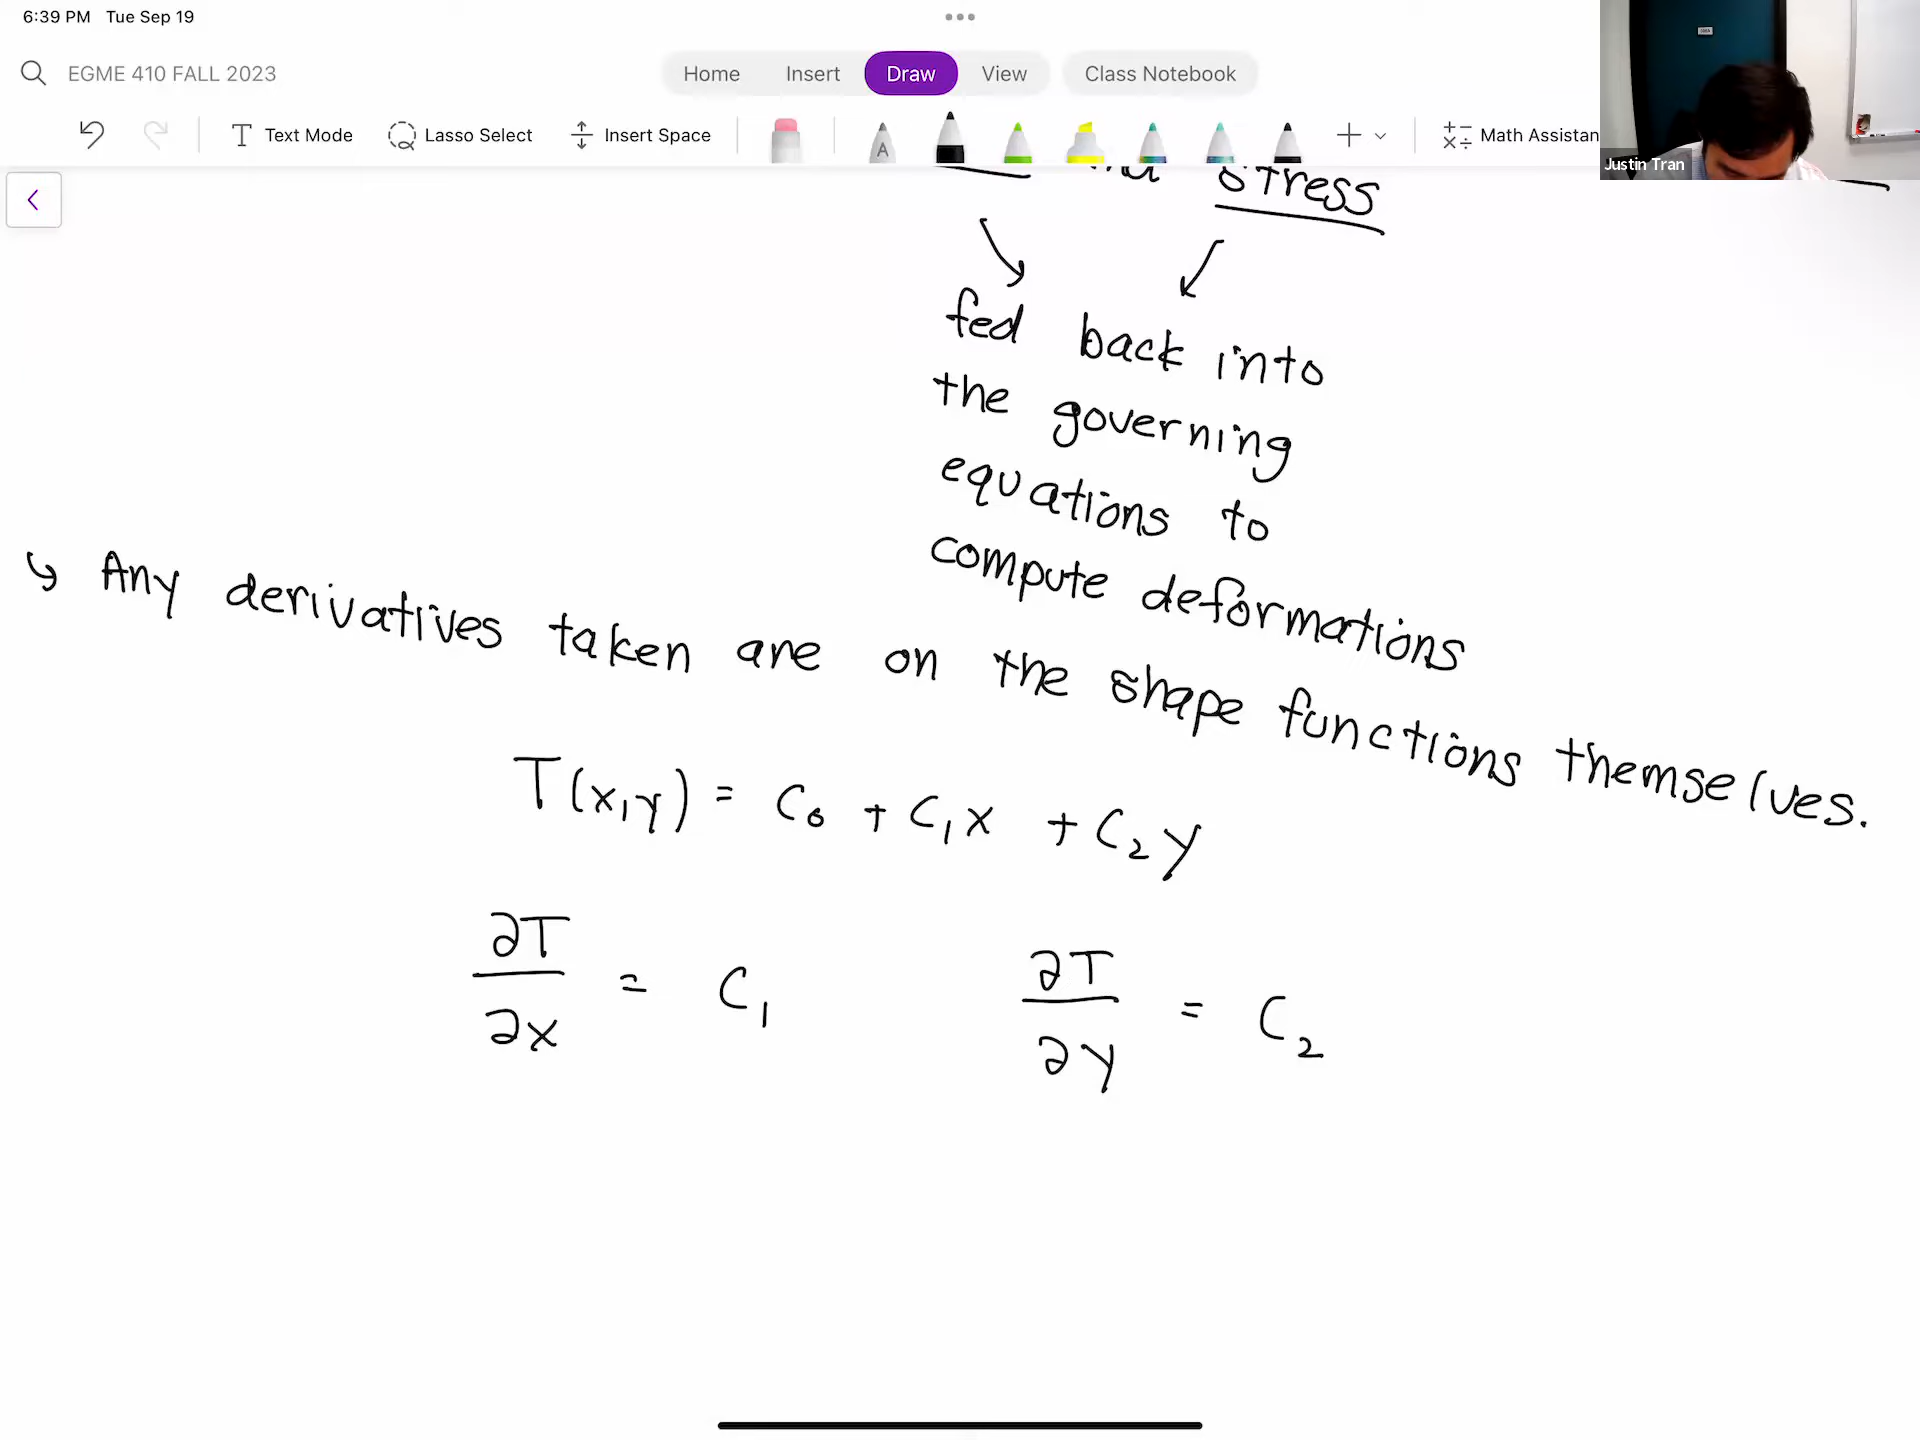 6:39 PM Tue Sep 19
EGME 410 FALL 2023
Home Insert Draw View Class Notebook
Text Mode Lasso Select Insert Space A Math Assistan
Justin Tran
stress
fed back into
the governing
equations to
compute deformations
↳ Any derivatives taken are on the shape functions themselves.
T(x,y) = C₀ + C₁x + C₂y
∂T/∂x = C₁ ∂T/∂y = C₂